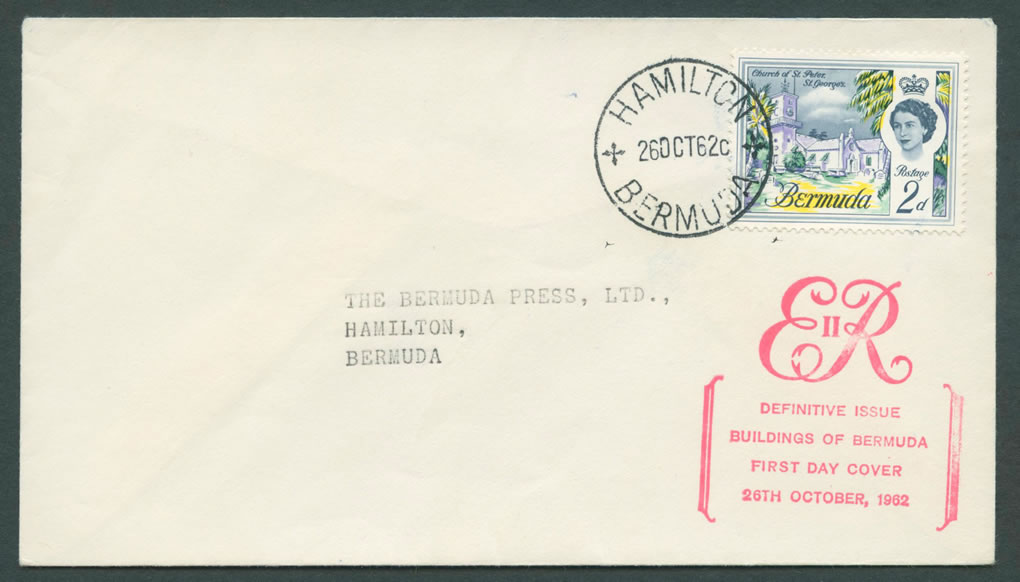 HAMILTON
26OCT62C
BERMUDA
Church of St. Peter,
St. Georges.
Postage
Bermuda
2d
THE BERMUDA PRESS, LTD.,
HAMILTON,
BERMUDA
EIIR
DEFINITIVE ISSUE
BUILDINGS OF BERMUDA
FIRST DAY COVER
26TH OCTOBER, 1962